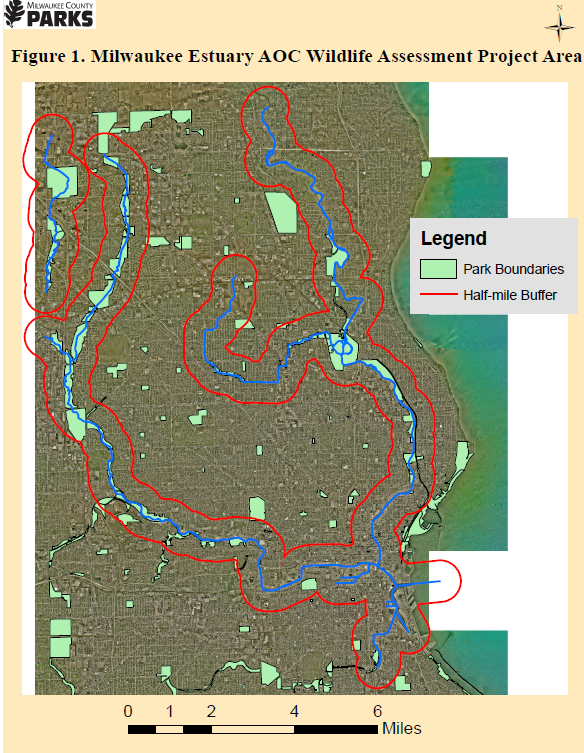 MILWAUKEE COUNTY
PARKS
N
Figure 1. Milwaukee Estuary AOC Wildlife Assessment Project Area
Legend
Park Boundaries
Half-mile Buffer
0 1 2 4 6
Miles